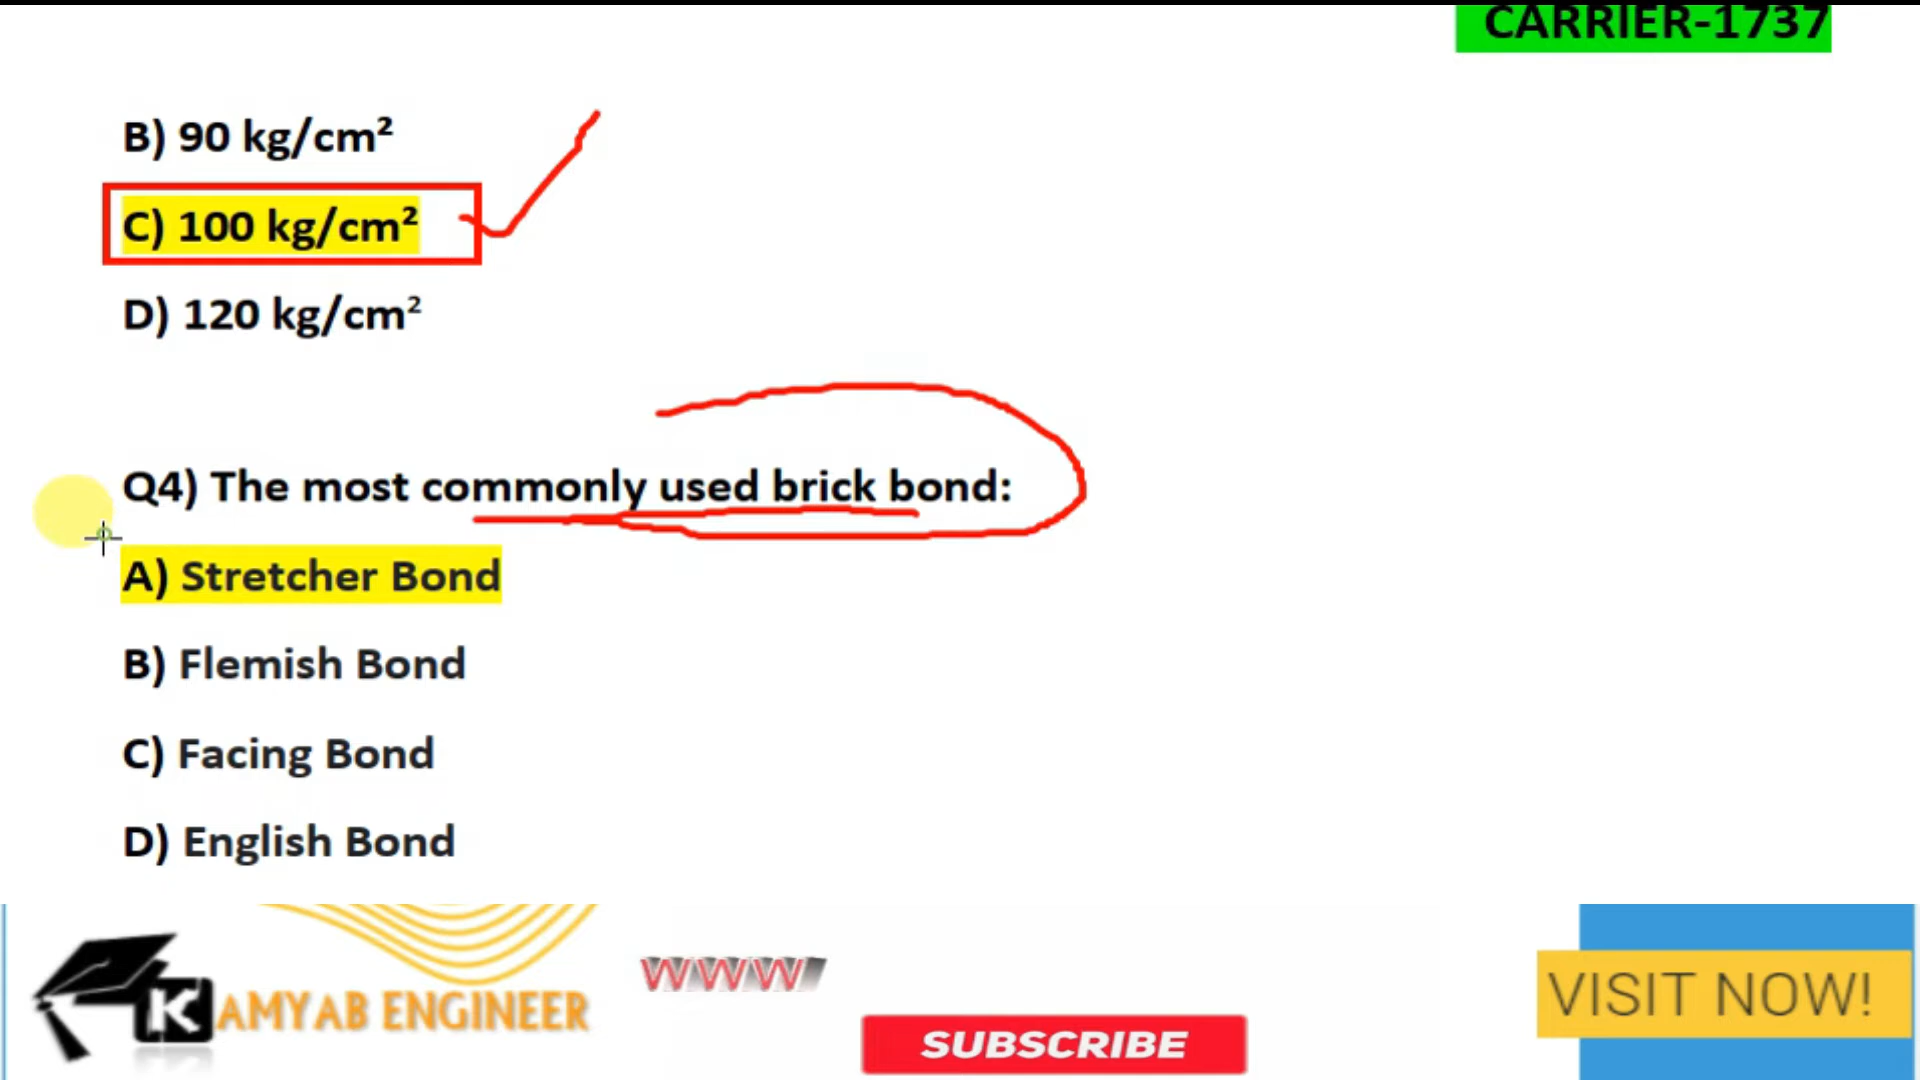 CARRIER-1737
B) 90 kg/cm²
C) 100 kg/cm²
D) 120 kg/cm²
Q4) The most commonly used brick bond:
A) Stretcher Bond
B) Flemish Bond
C) Facing Bond
D) English Bond
KAMYAB ENGINEER
WWW
SUBSCRIBE
VISIT NOW!